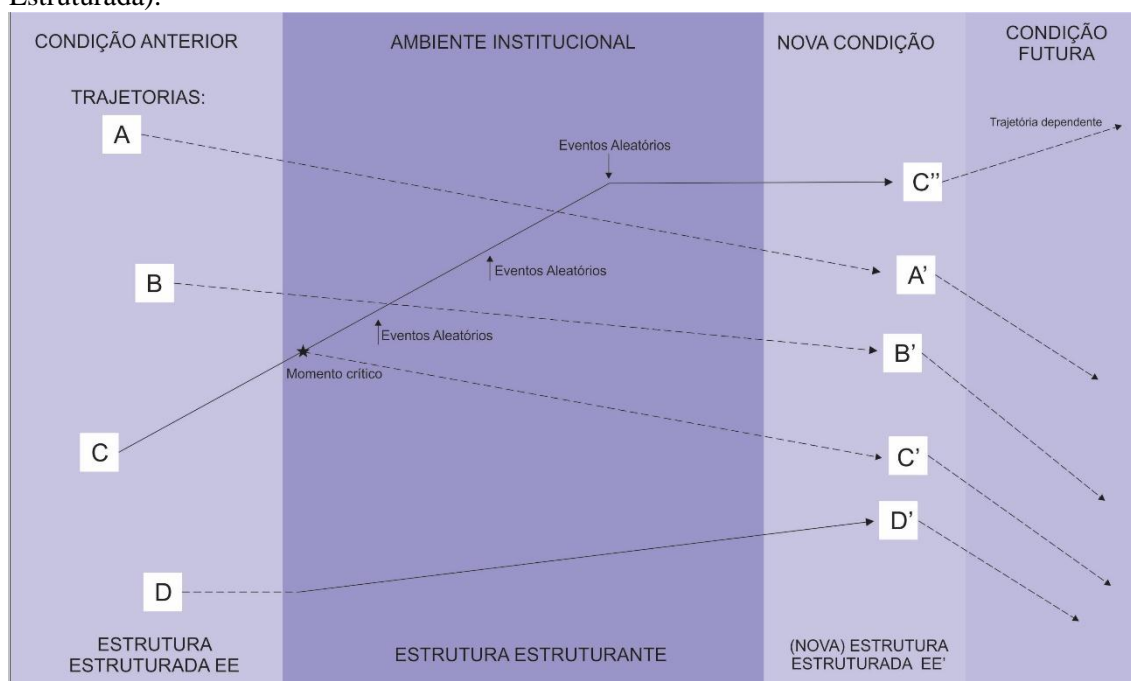 Estruturada).
CONDIÇÃO ANTERIOR
AMBIENTE INSTITUCIONAL
NOVA CONDIÇÃO
CONDIÇÃO
FUTURA
TRAJETORIAS:
A
Trajetória dependente
Eventos Aleatórios
C''
Eventos Aleatórios
A’
B
Eventos Aleatórios
B’
Momento crítico
C
C’
D’
D
ESTRUTURA
ESTRUTURADA EE
ESTRUTURA ESTRUTURANTE
(NOVA) ESTRUTURA
ESTRUTURADA EE'